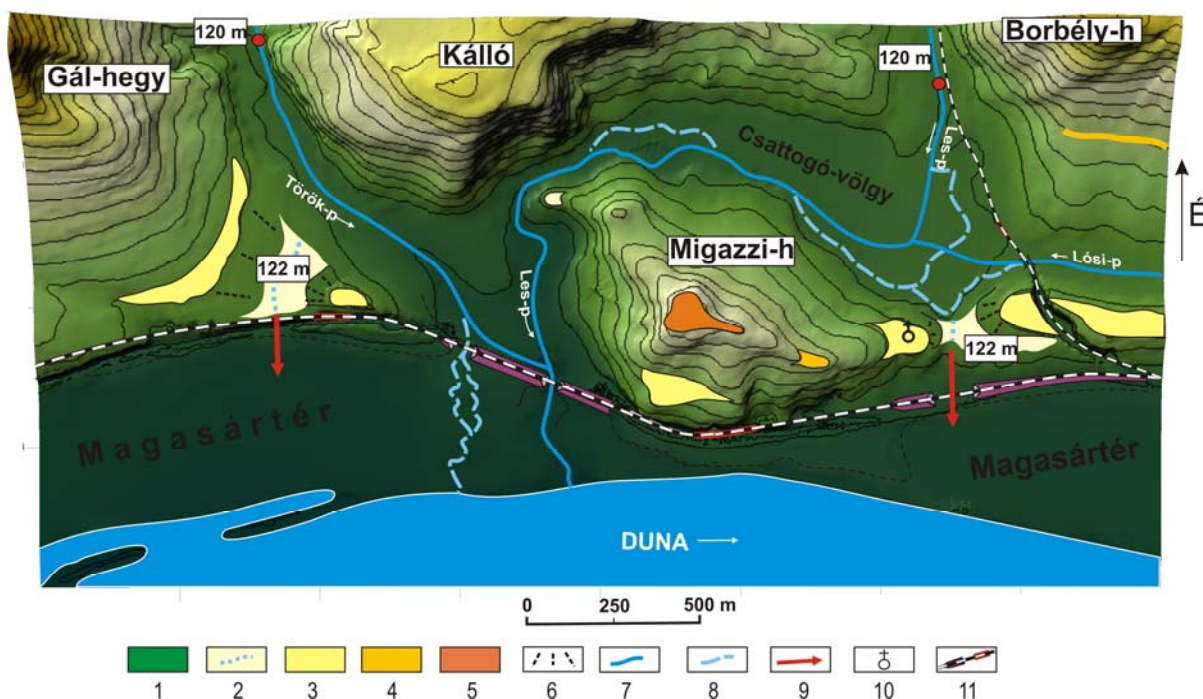 120 m
Kálló
Borbély-h
120 m
Gál-hegy
Les-p
Csattogó-völgy
É
Török-p
Migazzi-h
122 m
Les-p
Lósi-p
122 m
Magasártér
Magasártér
DUNA
0 250 500 m
1 2 3 4 5 6 7 8 9 10 11